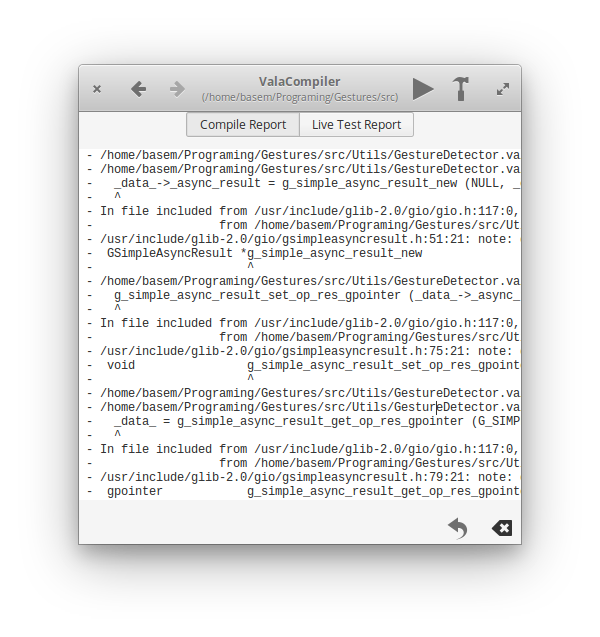 ValaCompiler
(/home/basem/Programing/Gestures/src)
Compile Report Live Test Report
- /home/basem/Programing/Gestures/src/Utils/GestureDetector.va
- /home/basem/Programing/Gestures/src/Utils/GestureDetector.va
-   _data_->_async_result = g_simple_async_result_new (NULL, _
-   ^
- In file included from /usr/include/glib-2.0/gio/gio.h:117:0,
-                  from /home/basem/Programing/Gestures/src/Ut
- /usr/include/glib-2.0/gio/gsimpleasyncresult.h:51:21: note:
-  GSimpleAsyncResult *g_simple_async_result_new
-                      ^
- /home/basem/Programing/Gestures/src/Utils/GestureDetector.va
-   g_simple_async_result_set_op_res_gpointer (_data_->_async_
-   ^
- In file included from /usr/include/glib-2.0/gio/gio.h:117:0,
-                  from /home/basem/Programing/Gestures/src/Ut
- /usr/include/glib-2.0/gio/gsimpleasyncresult.h:75:21: note:
-  void                g_simple_async_result_set_op_res_gpointe
-                      ^
- /home/basem/Programing/Gestures/src/Utils/GestureDetector.va
- /home/basem/Programing/Gestures/src/Utils/GestureDetector.va
-   _data_ = g_simple_async_result_get_op_res_gpointer (G_SIMP
-   ^
- In file included from /usr/include/glib-2.0/gio/gio.h:117:0,
-                  from /home/basem/Programing/Gestures/src/Ut
- /usr/include/glib-2.0/gio/gsimpleasyncresult.h:79:21: note:
-  gpointer            g_simple_async_result_get_op_res_gpointe